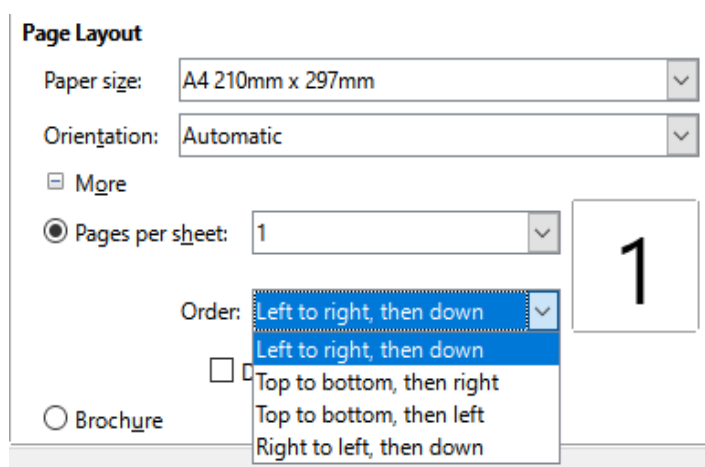 Page Layout
Paper size: A4 210mm x 297mm
Orientation: Automatic
More
Pages per sheet: 1
1
Order: Left to right, then down
Left to right, then down
D
Top to bottom, then right
Top to bottom, then left
Brochure
Right to left, then down